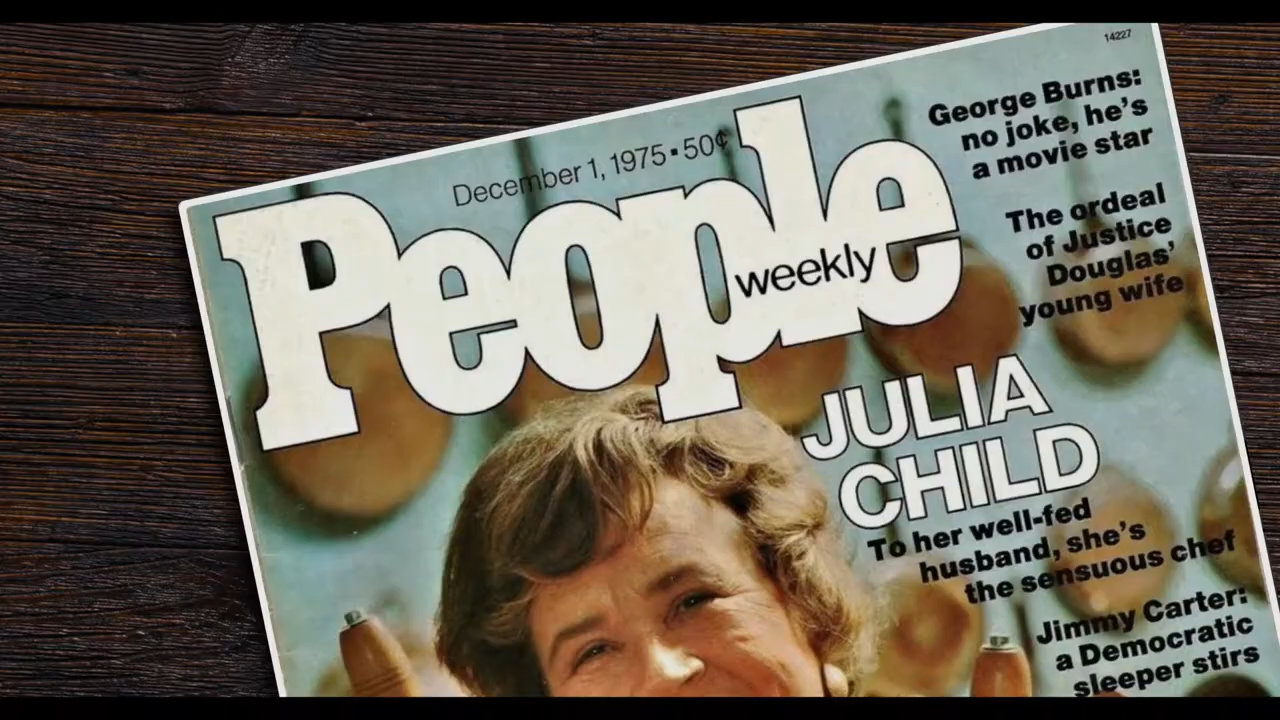 14227
December 1, 1975 • 50¢
People
weekly
George Burns:
no joke, he's
a movie star
The ordeal
of Justice
Douglas'
young wife
JULIA
CHILD
To her well-fed
husband, she's
the sensuous chef
Jimmy Carter:
a Democratic
sleeper stirs